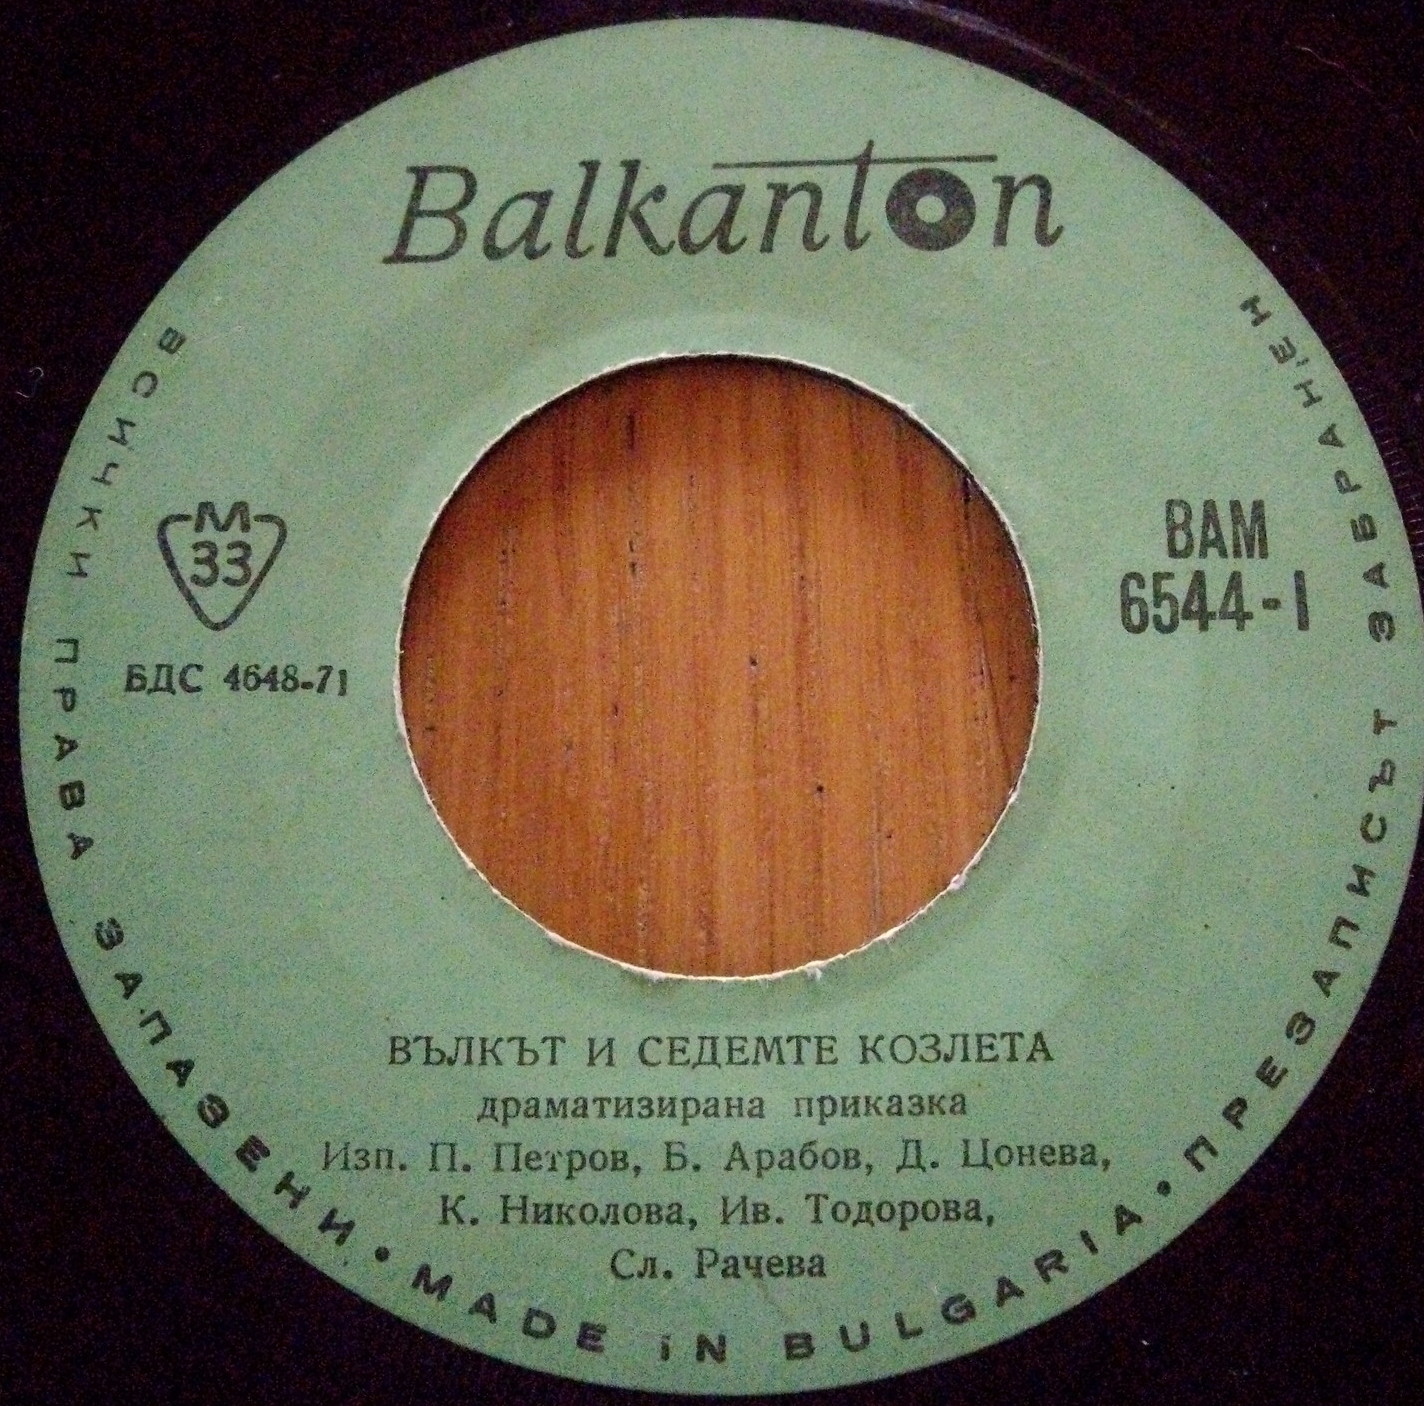 Balkanton
ВСИЧКИ ПРАВА ЗАПАЗЕНИ • MADE IN BULGARIA • ПРЕЗАПИСЪТ ЗАБРАНЕН
М
33
БДС 4648-71
ВАМ
6544-I
ВЪЛКЪТ И СЕДЕМТЕ КОЗЛЕТА
драматизирана приказка
Изп. П. Петров, Б. Арабов, Д. Цонева,
К. Николова, Ив. Тодорова,
Сл. Рачева